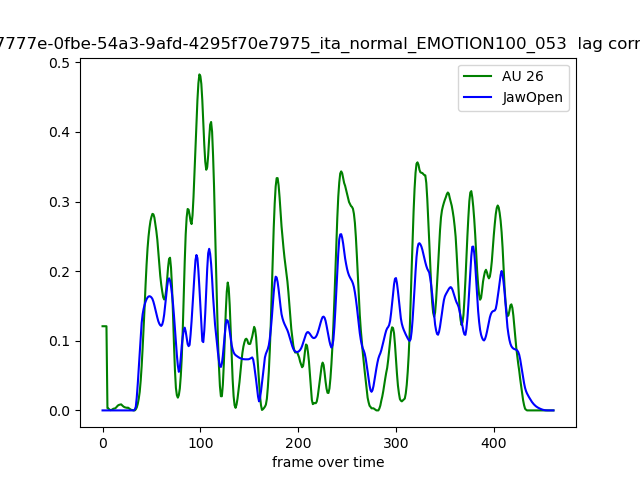 7777e-0fbe-54a3-9afd-4295f70e7975_ita_normal_EMOTION100_053 lag corr
AU 26
JawOpen
0.5
0.4
0.3
0.2
0.1
0.0
0 100 200 300 400
frame over time